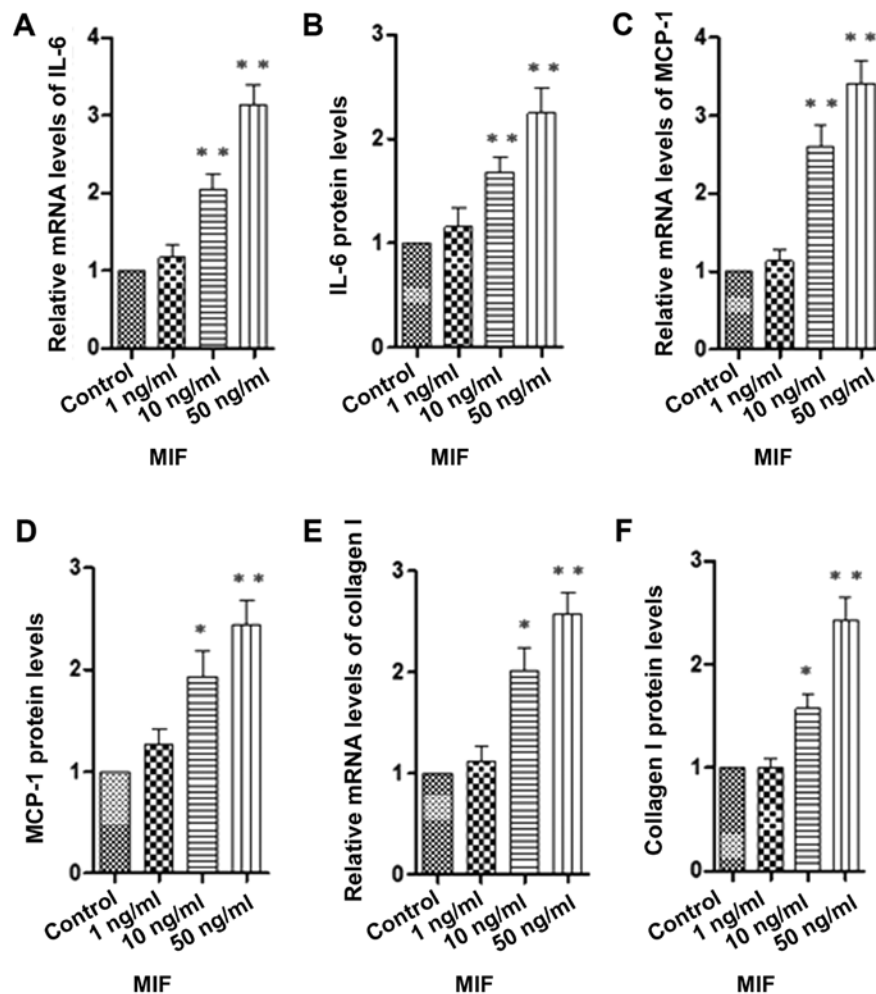 A
Relative mRNA levels of IL-6
4
3
2
1
0
**
**
Control
1 ng/ml
10 ng/ml
50 ng/ml
MIF
B
IL-6 protein levels
3
2
1
0
**
**
Control
1 ng/ml
10 ng/ml
50 ng/ml
MIF
C
Relative mRNA levels of MCP-1
4
3
2
1
0
**
**
Control
1 ng/ml
10 ng/ml
50 ng/ml
MIF
D
MCP-1 protein levels
3
2
1
0
*
**
Control
1 ng/ml
10 ng/ml
50 ng/ml
MIF
E
Relative mRNA levels of collagen I
3
2
1
0
*
**
Control
1 ng/ml
10 ng/ml
50 ng/ml
MIF
F
Collagen I protein levels
3
2
1
0
*
**
Control
1 ng/ml
10 ng/ml
50 ng/ml
MIF